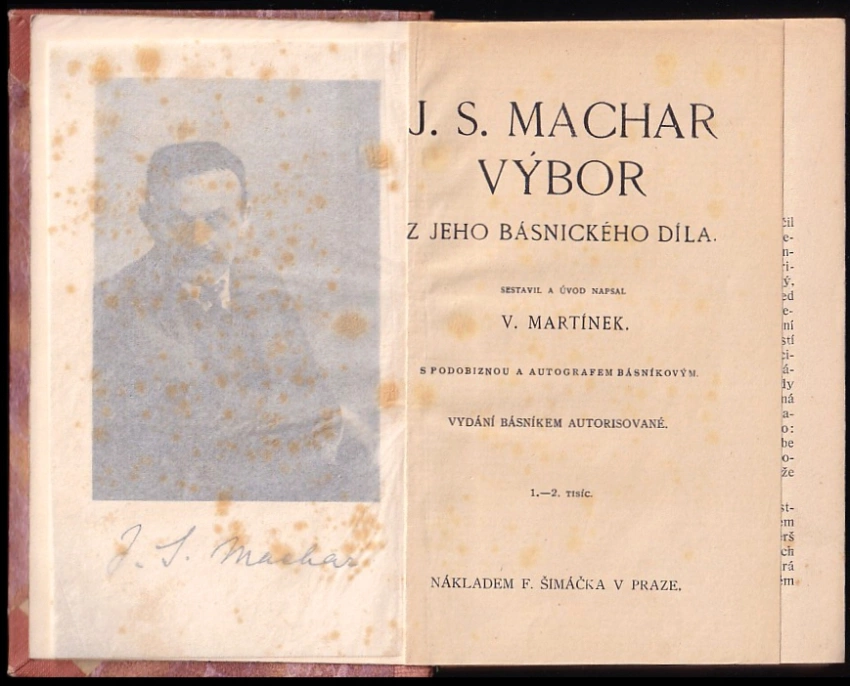 J. S. Machar
J. S. MACHAR
VÝBOR
Z JEHO BÁSNICKÉHO DÍLA.
SESTAVIL A ÚVOD NAPSAL
V. MARTÍNEK.
S PODOBIZNOU A AUTOGRAFEM BÁSNÍKOVÝM.
VYDÁNÍ BÁSNÍKEM AUTORISOVANÉ.
1.—2. TISÍC.
NÁKLADEM F. ŠIMÁČKA V PRAZE.